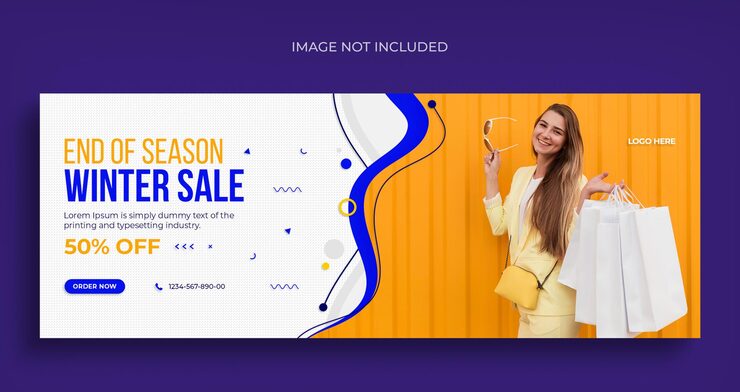 IMAGE NOT INCLUDED
END OF SEASON
WINTER SALE
Lorem Ipsum is simply dummy text of the
printing and typesetting industry.
50% OFF
ORDER NOW
1234-567-890-00
LOGO HERE